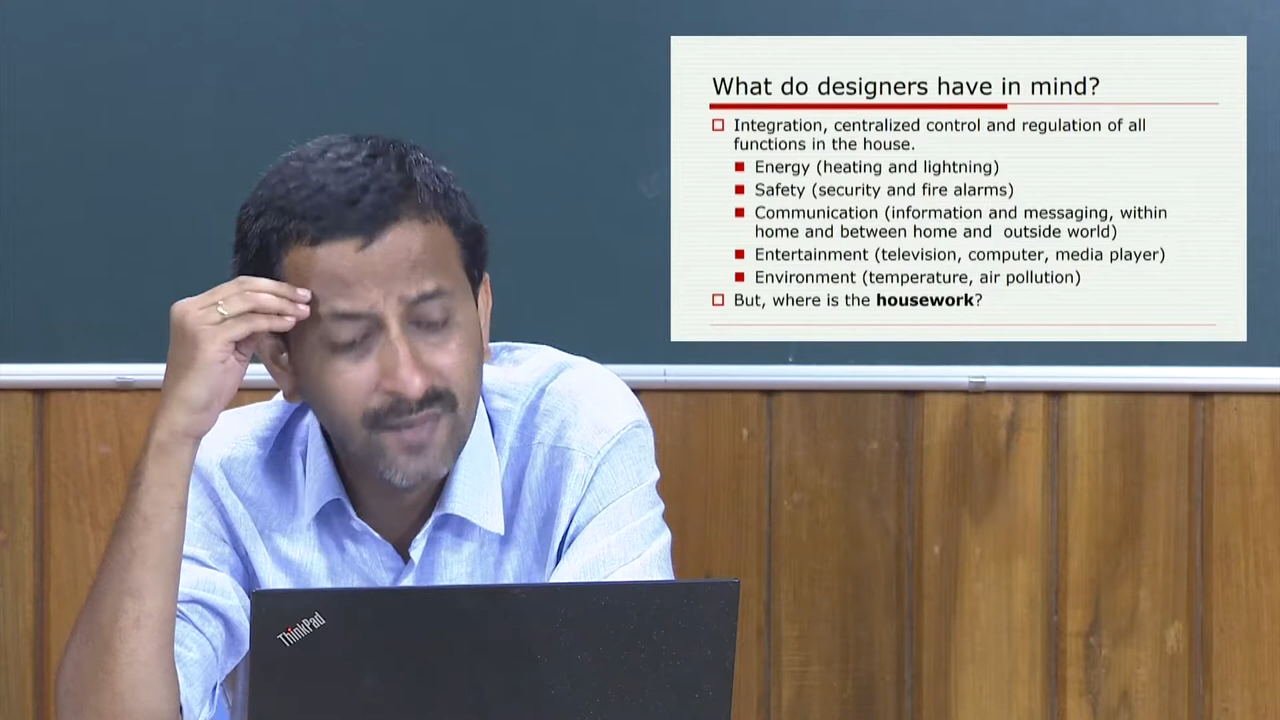 What do designers have in mind?
Integration, centralized control and regulation of all
functions in the house.
Energy (heating and lightning)
Safety (security and fire alarms)
Communication (information and messaging, within
home and between home and outside world)
Entertainment (television, computer, media player)
Environment (temperature, air pollution)
But, where is the housework?
ThinkPad